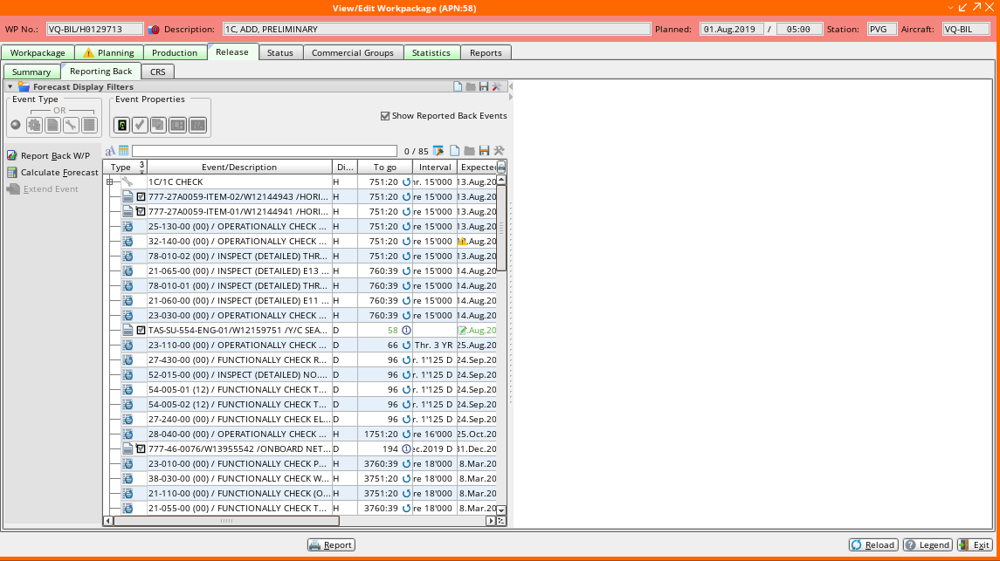 View/Edit Workpackage (APN:58)
WP No.: VQ-BIL/H0129713 Description: 1C, ADD, PRELIMINARY Planned: 01.Aug.2019 / 05:00 Station: PVG Aircraft: VQ-BIL
Workpackage Planning Production Release Status Commercial Groups Statistics Reports
Summary Reporting Back CRS
Forecast Display Filters
Event Type Event Properties
OR
Show Reported Back Events
Report Back W/P
Calculate Forecast
Extend Event
0 / 85
Type 3 Event/Description Di... To go Interval Expected
1C/1C CHECK H 751:20 hr. 15'000 13.Aug.20
777-27A0059-ITEM-02/W12144943 /HORI... H 751:20 re 15'000 13.Aug.20
777-27A0059-ITEM-01/W12144941 /HORI... H 751:20 re 15'000 13.Aug.20
25-130-00 (00) / OPERATIONALLY CHECK ... H 751:20 re 15'000 13.Aug.20
32-140-00 (00) / OPERATIONALLY CHECK ... H 751:20 re 15'000 .Aug.20
78-010-02 (00) / INSPECT (DETAILED) THR... H 751:20 re 15'000 13.Aug.20
21-065-00 (00) / INSPECT (DETAILED) E13 ... H 760:39 re 15'000 14.Aug.20
78-010-01 (00) / INSPECT (DETAILED) THR... H 760:39 re 15'000 14.Aug.20
21-060-00 (00) / INSPECT (DETAILED) E11 ... H 760:39 re 15'000 14.Aug.20
23-030-00 (00) / OPERATIONALLY CHECK ... H 760:39 re 15'000 14.Aug.20
TAS-SU-554-ENG-01/W12159751 /Y/C SEA... D 58 .Aug.20
23-110-00 (00) / OPERATIONALLY CHECK ... D 66 Thr. 3 YR 25.Aug.20
27-430-00 (00) / FUNCTIONALLY CHECK R... D 96 r. 1'125 D 24.Sep.20
52-015-00 (00) / INSPECT (DETAILED) NO.... D 96 r. 1'125 D 24.Sep.20
54-005-01 (12) / FUNCTIONALLY CHECK T... D 96 r. 1'125 D 24.Sep.20
54-005-02 (12) / FUNCTIONALLY CHECK T... D 96 r. 1'125 D 24.Sep.20
27-240-00 (00) / FUNCTIONALLY CHECK EL... D 96 r. 1'125 D 24.Sep.20
28-040-00 (00) / OPERATIONALLY CHECK ... H 1751:20 re 16'000 25.Oct.20
777-46-0076/W13955542 /ONBOARD NET... D 194 ec.2019 D 31.Dec.20
23-010-00 (00) / FUNCTIONALLY CHECK P... H 3760:39 re 18'000 8.Mar.20
38-030-00 (00) / FUNCTIONALLY CHECK W... H 3751:20 re 18'000 8.Mar.20
21-110-00 (00) / FUNCTIONALLY CHECK (O... H 3751:20 re 18'000 8.Mar.20
21-055-00 (00) / FUNCTIONALLY CHECK T... H 3760:39 re 18'000 8.Mar.20
Report Reload Legend Exit